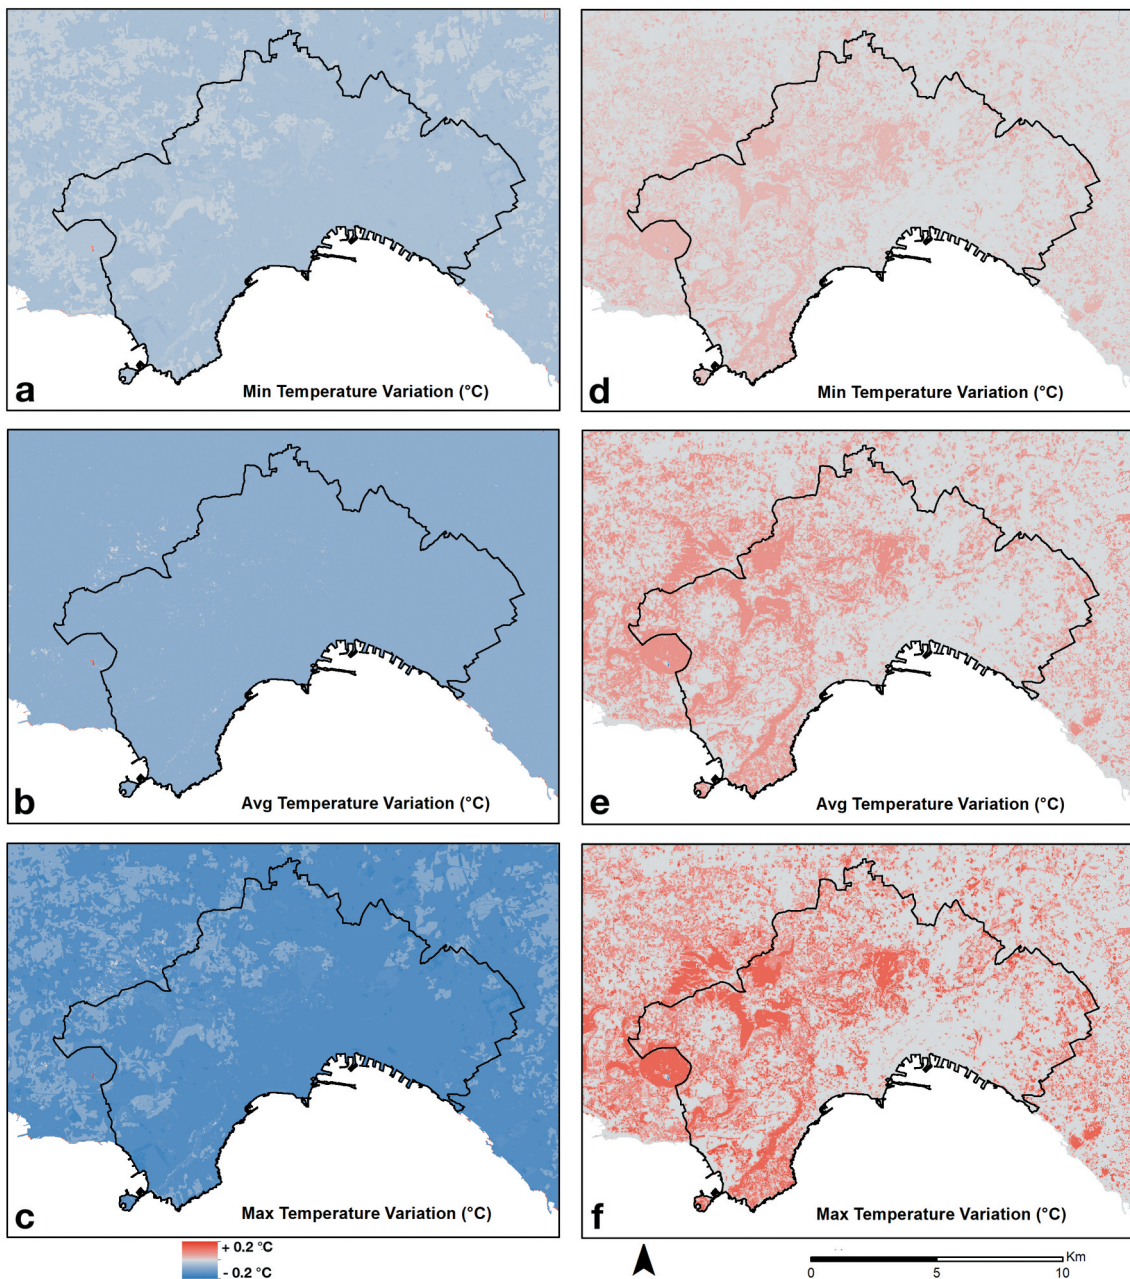 a
Min Temperature Variation (°C)
d
Min Temperature Variation (°C)
b
Avg Temperature Variation (°C)
e
Avg Temperature Variation (°C)
c
Max Temperature Variation (°C)
f
Max Temperature Variation (°C)
+ 0.2 °C
- 0.2 °C
Km
0 5 10